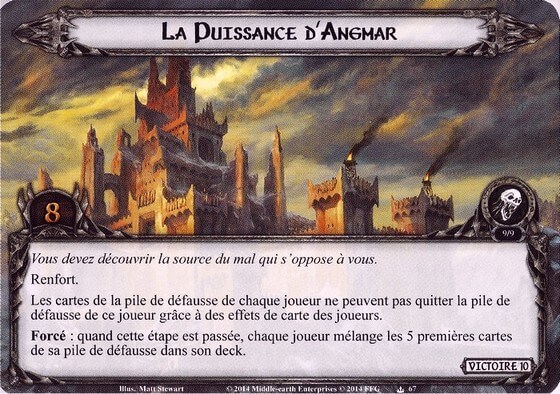 La Puissance d'Angmar
8
9/9
Vous devez découvrir la source du mal qui s'oppose à vous.
Renfort.
Les cartes de la pile de défausse de chaque joueur ne peuvent pas quitter la pile
de défausse de ce joueur grâce à des effets de carte des joueurs.
Forcé : quand cette étape est passée, chaque joueur mélange les 5 premières cartes
de sa pile de défausse dans son deck.
VICTOIRE 10
Illus. Matt Stewart © 2014 Middle-earth Enterprises © 2014 FFG 67